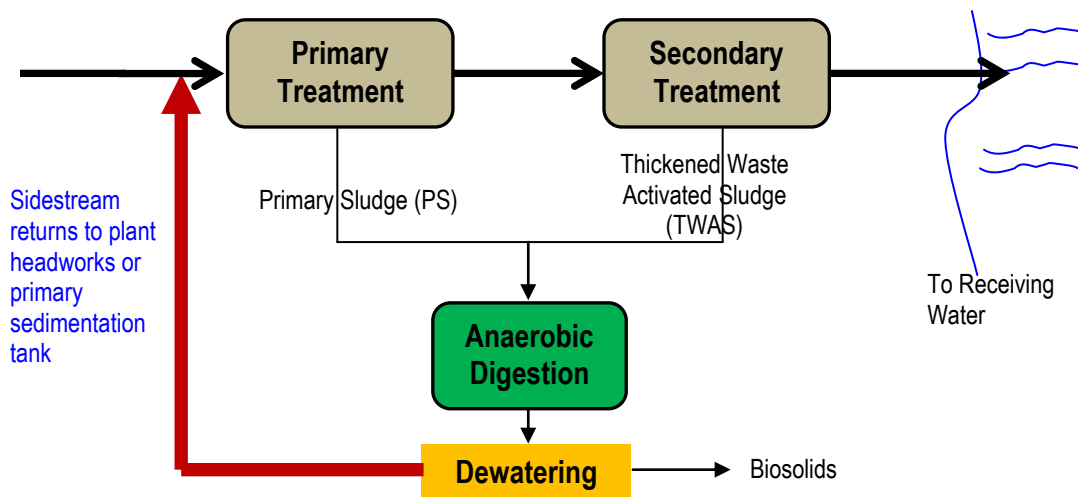 Primary
Treatment
Secondary
Treatment
Primary Sludge (PS)
Thickened Waste
Activated Sludge
(TWAS)
Sidestream
returns to plant
headworks or
primary
sedimentation
tank
To Receiving
Water
Anaerobic
Digestion
Dewatering
Biosolids